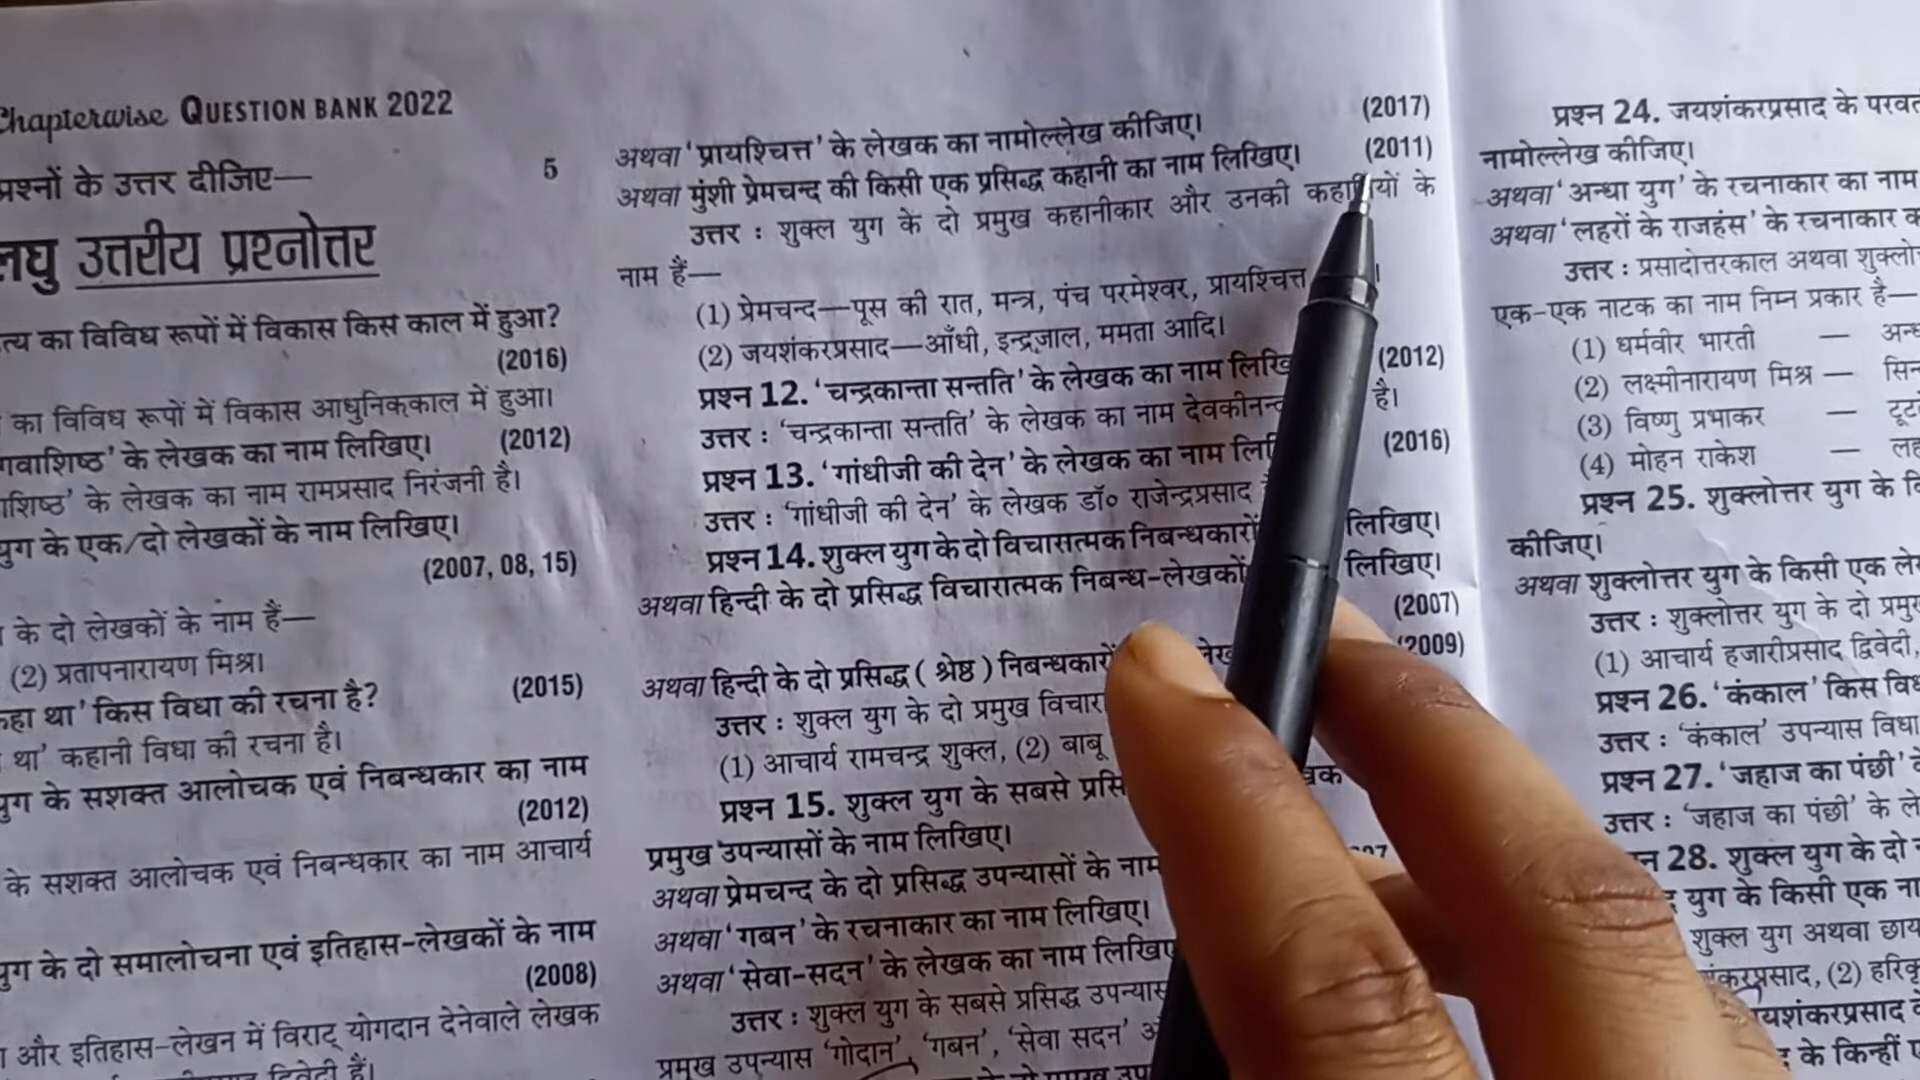 Chapterwise QUESTION BANK 2022
प्रश्नों के उत्तर दीजिए— 5
लघु उत्तरीय प्रश्नोत्तर
का विविध रूपों में विकास किस काल में हुआ?
(2016)
का विविध रूपों में विकास आधुनिककाल में हुआ।
के लेखक का नाम लिखिए। (2012)
के लेखक का नाम रामप्रसाद निरंजनी है।
युग के एक/दो लेखकों के नाम लिखिए।
(2007, 08, 15)
के दो लेखकों के नाम हैं—
(2) प्रतापनारायण मिश्र।
था' किस विधा की रचना है? (2015)
था' कहानी विधा की रचना है।
युग के सशक्त आलोचक एवं निबन्धकार का नाम
(2012)
के सशक्त आलोचक एवं निबन्धकार का नाम आचार्य
युग के दो समालोचना एवं इतिहास-लेखकों के नाम
(2008)
और इतिहास-लेखन में विराट् योगदान देनेवाले लेखक
द्विवेदी हैं।
(2017)
अथवा 'प्रायश्चित्त' के लेखक का नामोल्लेख कीजिए। (2011)
अथवा मुंशी प्रेमचन्द की किसी एक प्रसिद्ध कहानी का नाम लिखिए।
उत्तर : शुक्ल युग के दो प्रमुख कहानीकार और उनकी कहानियों के
नाम हैं—
(1) प्रेमचन्द—पूस की रात, मन्त्र, पंच परमेश्वर, प्रायश्चित्त
(2) जयशंकरप्रसाद—आँधी, इन्द्रजाल, ममता आदि।
प्रश्न 12. 'चन्द्रकान्ता सन्तति' के लेखक का नाम (2012)
उत्तर : 'चन्द्रकान्ता सन्तति' के लेखक का नाम है।
प्रश्न 13. 'गांधीजी की देन' के लेखक का नाम (2016)
उत्तर : 'गांधीजी की देन' के लेखक डॉ० राजेन्द्रप्रसाद
प्रश्न 14. शुक्ल युग के दो विचारात्मक निबन्धकारों लिखिए।
अथवा हिन्दी के दो प्रसिद्ध विचारात्मक निबन्ध-लेखकों लिखिए।
(2007)
अथवा हिन्दी के दो प्रसिद्ध ( श्रेष्ठ ) निबन्धकारों (2009)
उत्तर : शुक्ल युग के दो प्रमुख
(1) आचार्य रामचन्द्र शुक्ल, (2) बाबू
प्रश्न 15. शुक्ल युग के सबसे
प्रमुख उपन्यासों के नाम लिखिए।
अथवा प्रेमचन्द के दो प्रसिद्ध उपन्यासों के नाम
अथवा 'गबन' के रचनाकार का नाम लिखिए।
अथवा 'सेवा-सदन' के लेखक का नाम
उत्तर : शुक्ल युग के सबसे प्रसिद्ध
प्रमुख उपन्यास 'गोदान', 'गबन', 'सेवा सदन'
प्रश्न 24. जयशंकरप्रसाद के
नामोल्लेख कीजिए।
अथवा 'अन्धा युग' के रचनाकार का नाम
अथवा 'लहरों के राजहंस' के रचनाकार
उत्तर : प्रसादोत्तरकाल अथवा
एक-एक नाटक का नाम निम्न प्रकार है—
(1) धर्मवीर भारती —
(2) लक्ष्मीनारायण मिश्र —
(3) विष्णु प्रभाकर —
(4) मोहन राकेश —
प्रश्न 25. शुक्लोत्तर युग के
कीजिए।
अथवा शुक्लोत्तर युग के किसी एक
उत्तर : शुक्लोत्तर युग के दो
(1) आचार्य हजारीप्रसाद द्विवेदी,
प्रश्न 26. 'कंकाल' किस
उत्तर : 'कंकाल' उपन्यास विधा
प्रश्न 27. 'जहाज का पंछी'
उत्तर : 'जहाज का पंछी' के
28. शुक्ल युग के दो
युग के किसी एक
शुक्ल युग अथवा
(2)
के किन्हीं